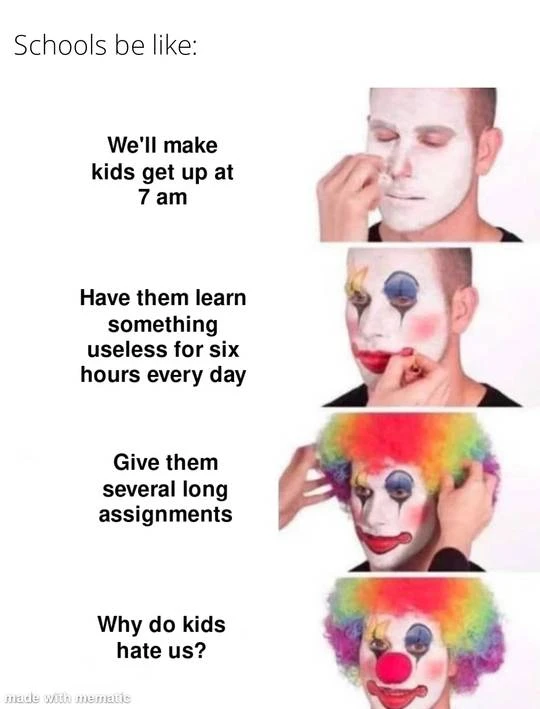 Schools be like:
We'll make
kids get up at
7 am
Have them learn
something
useless for six
hours every day
Give them
several long
assignments
Why do kids
hate us?
made with mematic